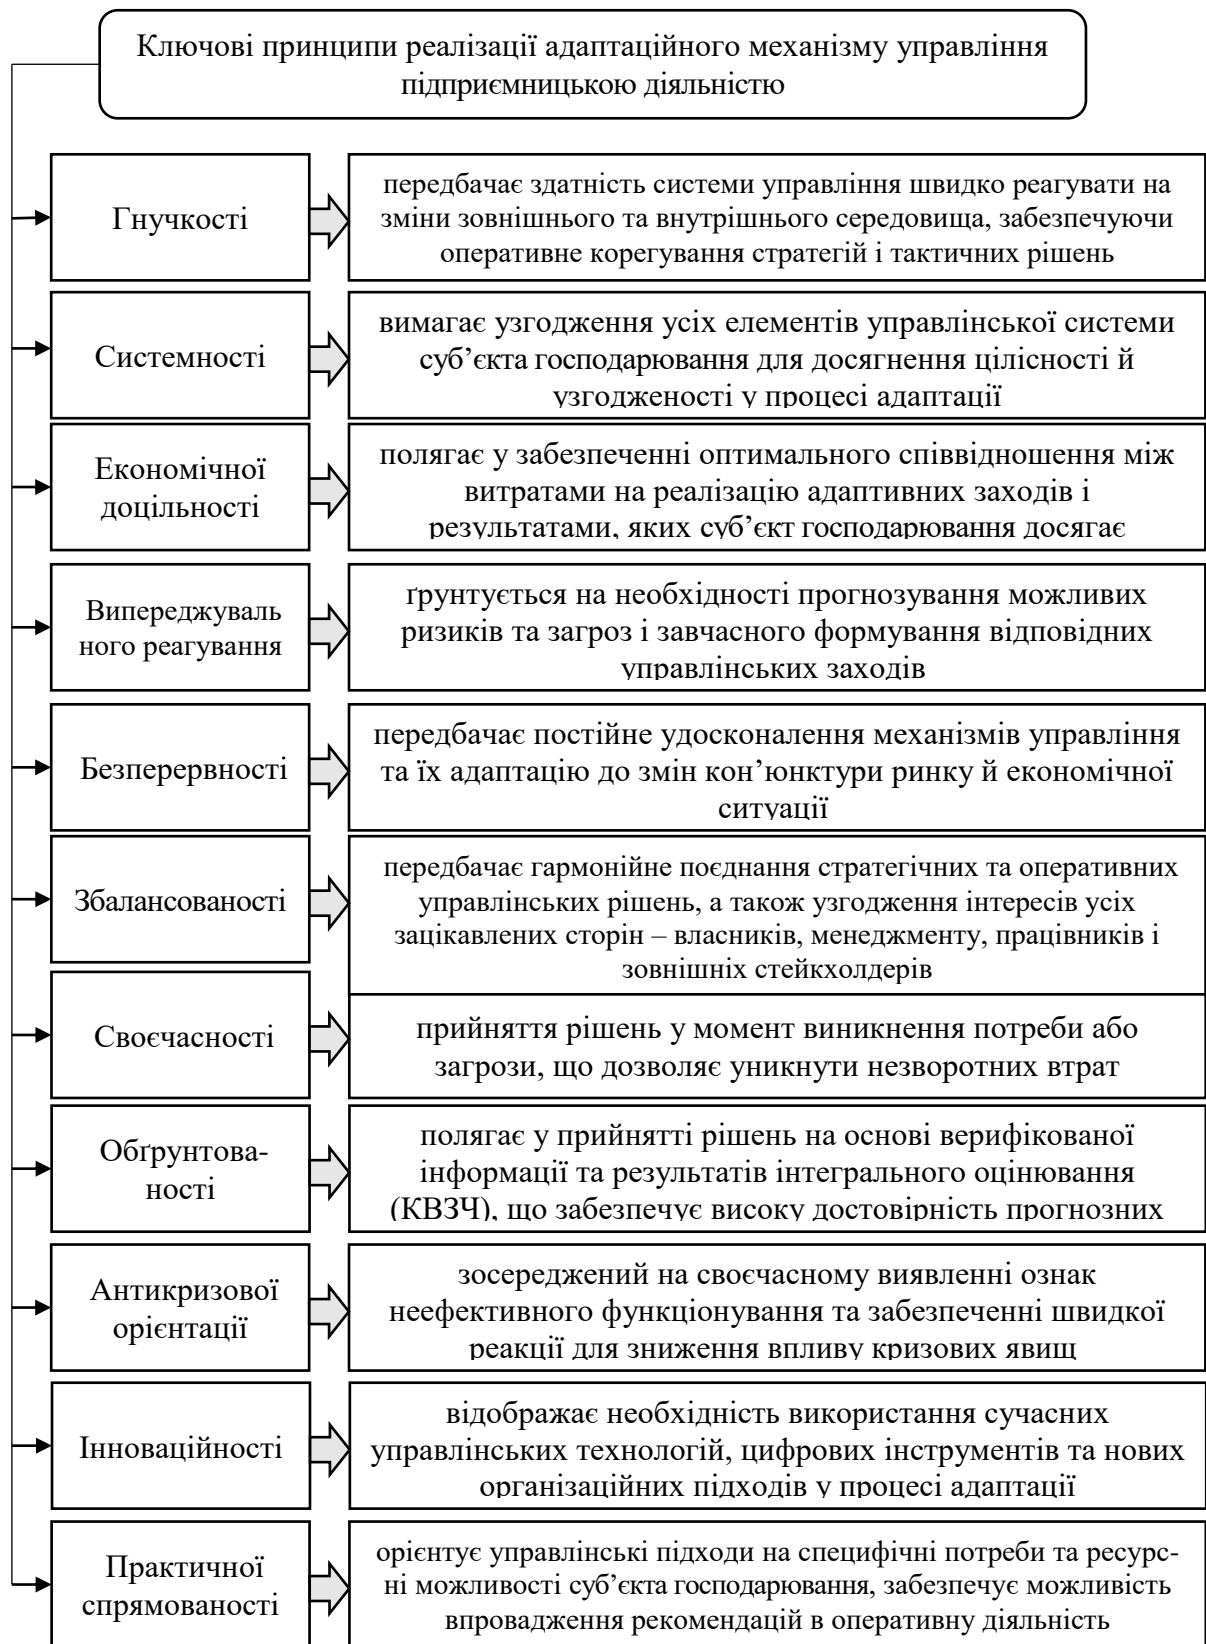 Ключові принципи реалізації адаптаційного механізму управління
підприємницькою діяльністю
Гнучкості
передбачає здатність системи управління швидко реагувати на
зміни зовнішнього та внутрішнього середовища, забезпечуючи
оперативне корегування стратегій і тактичних рішень
Системності
вимагає узгодження усіх елементів управлінської системи
суб’єкта господарювання для досягнення цілісності й
узгодженості у процесі адаптації
Економічної
доцільності
полягає у забезпеченні оптимального співвідношення між
витратами на реалізацію адаптивних заходів і
результатами, яких суб’єкт господарювання досягає
Випереджуваль
ного реагування
ґрунтується на необхідності прогнозування можливих
ризиків та загроз і завчасного формування відповідних
управлінських заходів
Безперервності
передбачає постійне удосконалення механізмів управління
та їх адаптацію до змін кон’юнктури ринку й економічної
ситуації
Збалансованості
передбачає гармонійне поєднання стратегічних та оперативних
управлінських рішень, а також узгодження інтересів усіх
зацікавлених сторін – власників, менеджменту, працівників і
зовнішніх стейкхолдерів
Своєчасності
прийняття рішень у момент виникнення потреби або
загрози, що дозволяє уникнути незворотних втрат
Обґрунтова-
ності
полягає у прийнятті рішень на основі верифікованої
інформації та результатів інтегрального оцінювання
(КВЗЧ), що забезпечує високу достовірність прогнозних
Антикризової
орієнтації
зосереджений на своєчасному виявленні ознак
неефективного функціонування та забезпеченні швидкої
реакції для зниження впливу кризових явищ
Інноваційності
відображає необхідність використання сучасних
управлінських технологій, цифрових інструментів та нових
організаційних підходів у процесі адаптації
Практичної
спрямованості
орієнтує управлінські підходи на специфічні потреби та ресурс-
ні можливості суб’єкта господарювання, забезпечує можливість
впровадження рекомендацій в оперативну діяльність